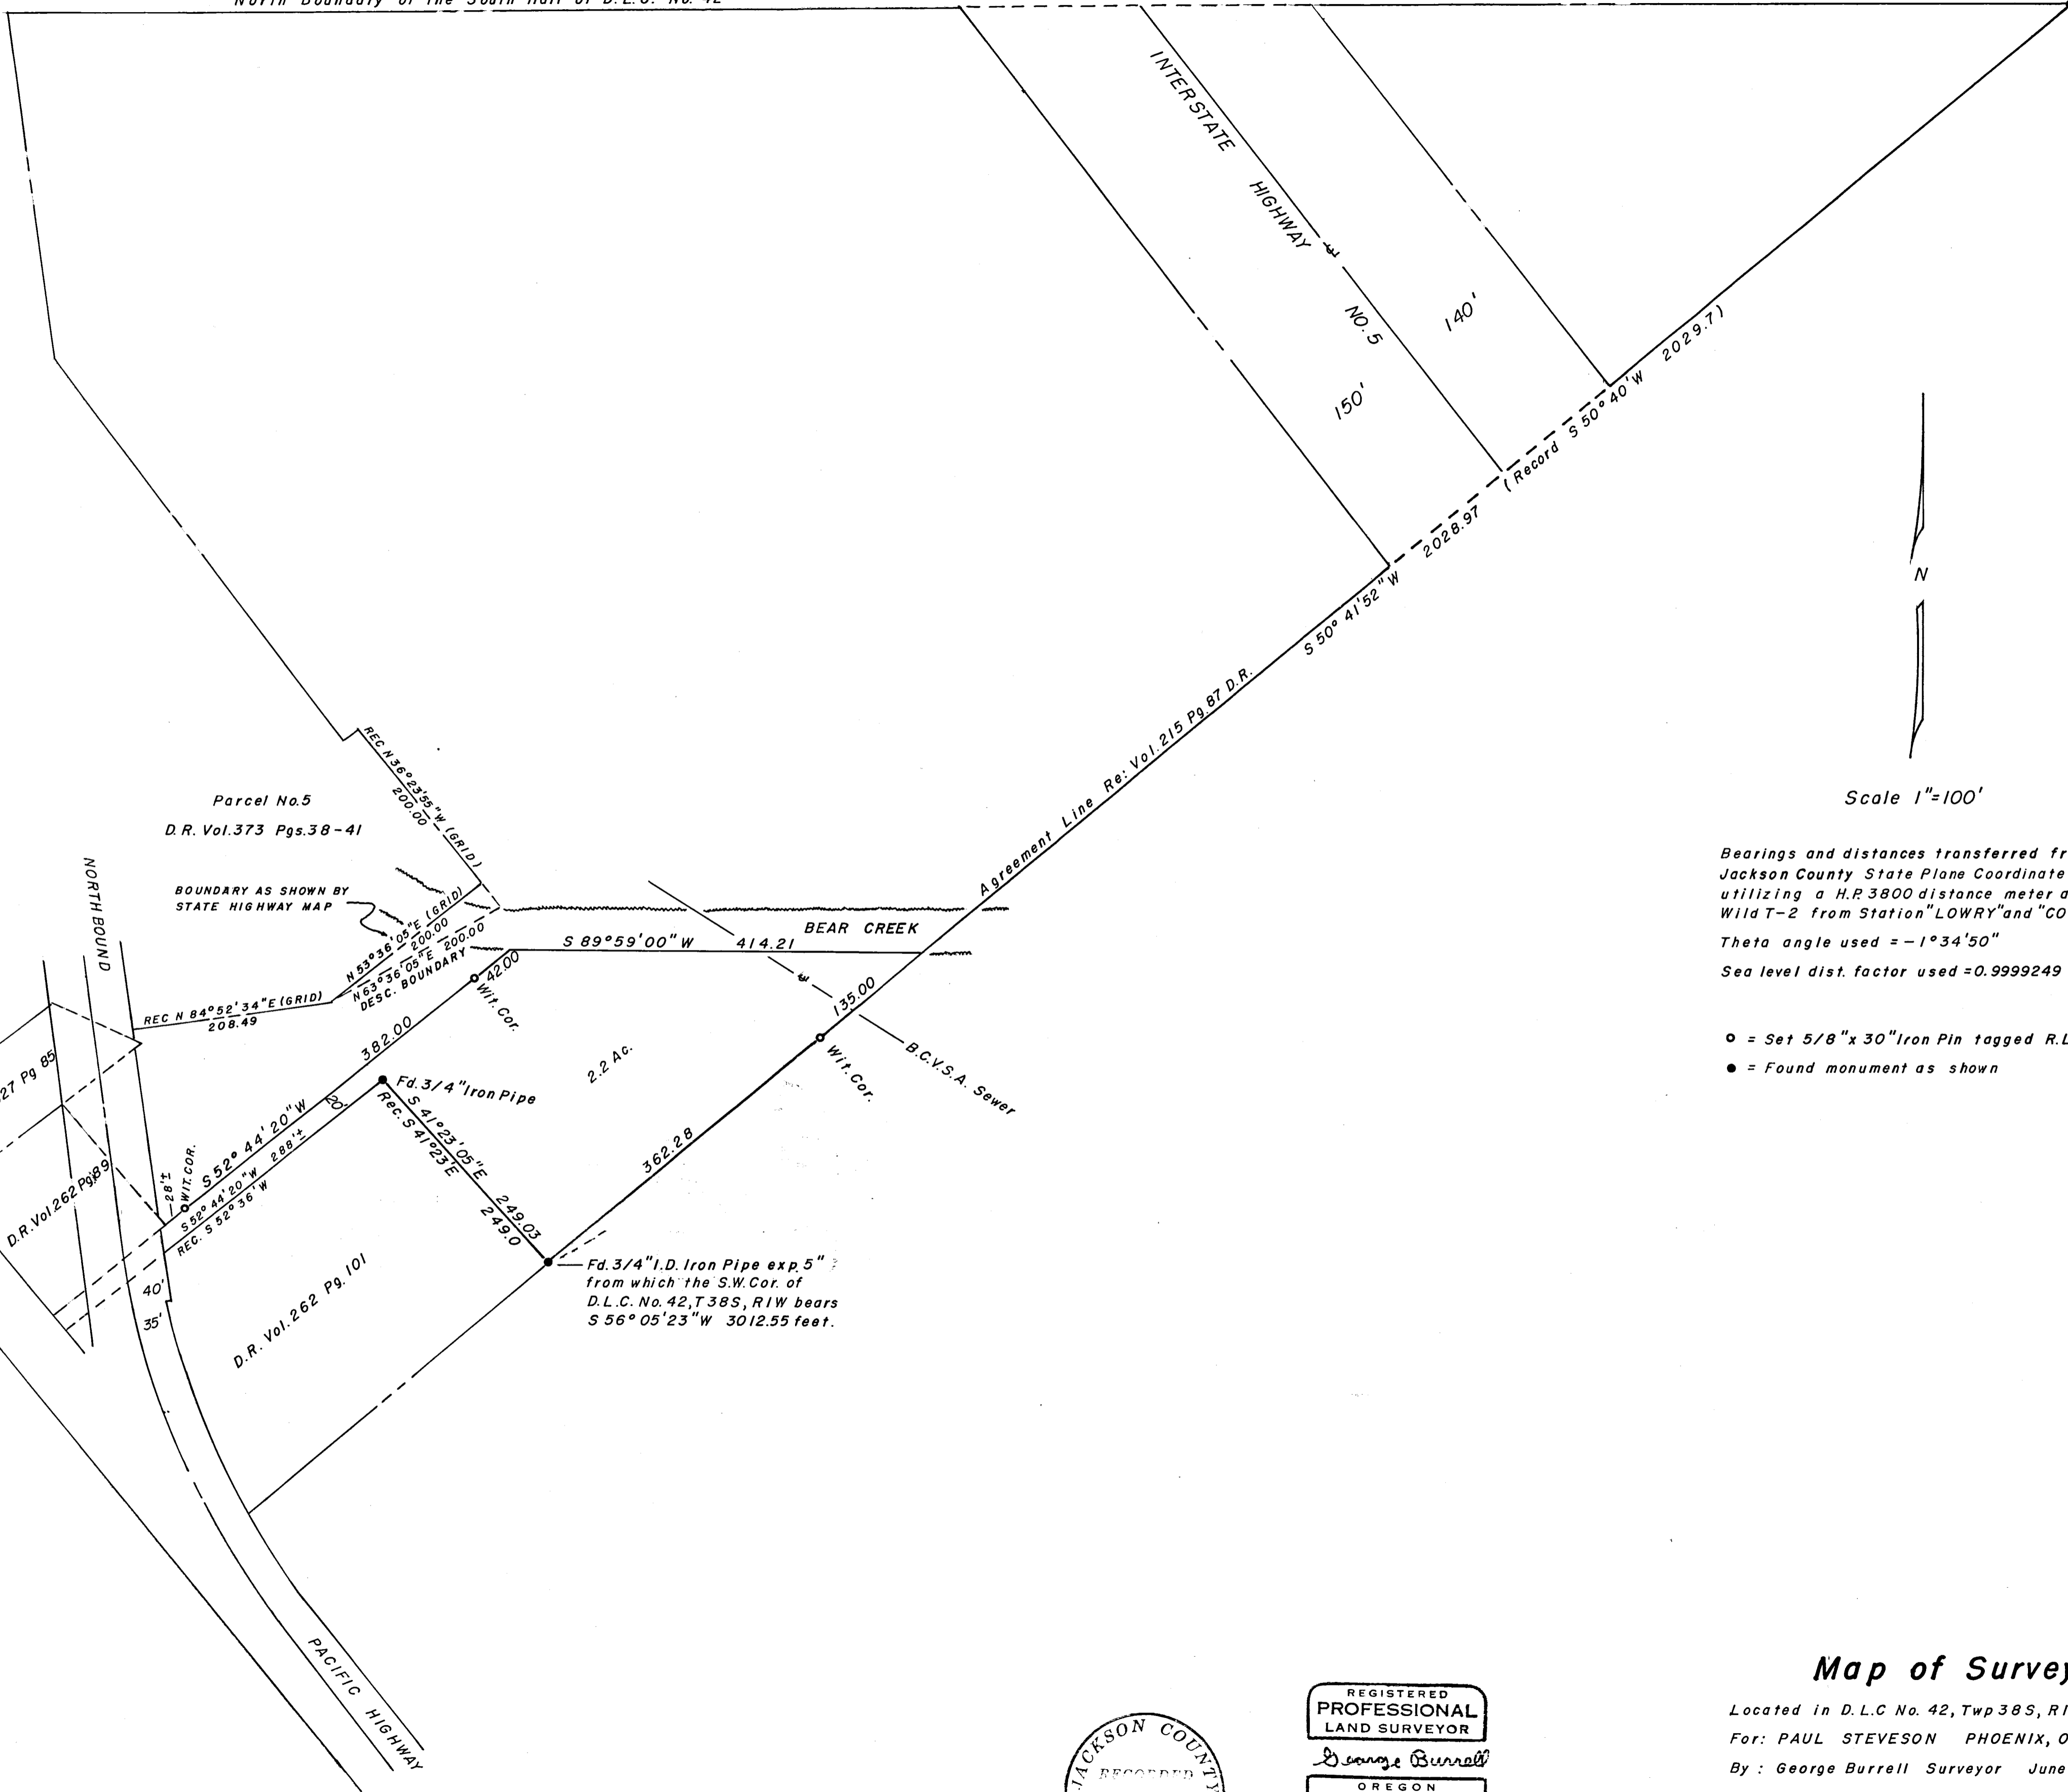 North Boundary of the South Half of D.L.C. No. 42
INTERSTATE HIGHWAY NO. 5
140'
150'
2029.7)
(Record S 50° 40' W
2028.97
S 50° 41' 52" W
N
Scale 1"=100'
Agreement Line Re: Vol. 215 Pg. 87 D.R.
REC N 36° 23' 55" W (GRID)
200.00
Parcel No. 5
D.R. Vol. 373 Pgs. 38-41
BOUNDARY AS SHOWN BY
STATE HIGHWAY MAP
NORTH BOUND
N 53° 36' 05" E (GRID)
200.00
N 63° 36' 05" E 200.00
DESC. BOUNDARY
REC N 84° 52' 34" E (GRID)
208.49
BEAR CREEK
S 89° 59' 00" W 414.21
42.00
Wit. Cor.
135.00
Wit. Cor.
B.C.V.S.A. Sewer
382.00
2.2 Ac.
Bearings and distances transferred fr
Jackson County State Plane Coordinate
utilizing a H.P. 3800 distance meter a
Wild T-2 from Station "LOWRY" and "CO
Theta angle used = -1° 34' 50"
Sea level dist. factor used = 0.9999249
= Set 5/8" x 30" Iron Pin tagged R.L
= Found monument as shown
27 Pg 85
Fd. 3/4" Iron Pipe
20'
S 52° 44' 20" W
S 52° 44' 20" W 288'±
REC. S 52° 36' W
28'±
WIT. COR.
S 41° 23' 05" E 249.03
Rec. S 41° 23' E 249.0
362.28
D.R. Vol. 262 Pg. 89
40'
35'
D.R. Vol. 262 Pg. 101
Fd. 3/4" I.D. Iron Pipe exp. 5"
from which the S.W. Cor. of
D.L.C. No. 42, T 38S, R1W bears
S 56° 05' 23" W 3012.55 feet.
PACIFIC HIGHWAY
JACKSON COUNTY
RECORDED
REGISTERED
PROFESSIONAL
LAND SURVEYOR
George Burrell
OREGON
Map of Survey
Located in D.L.C No. 42, Twp 38S, R1
For: PAUL STEVESON PHOENIX, O
By: George Burrell Surveyor June